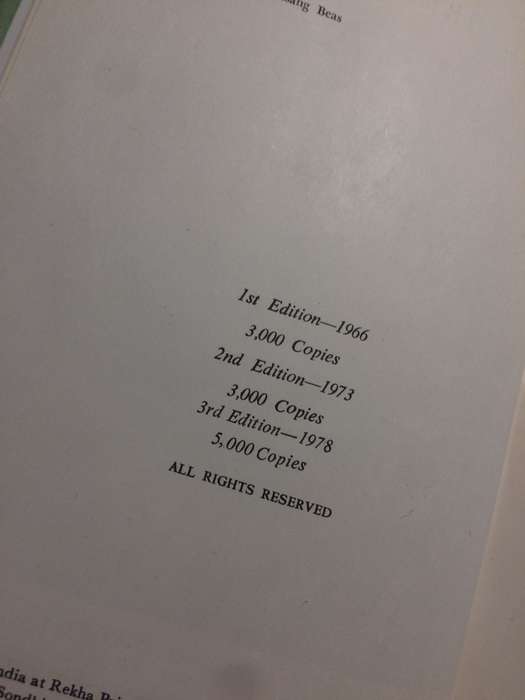 Beas
1st Edition—1966
3,000 Copies
2nd Edition—1973
3,000 Copies
3rd Edition—1978
5,000 Copies
ALL RIGHTS RESERVED
at Rekha